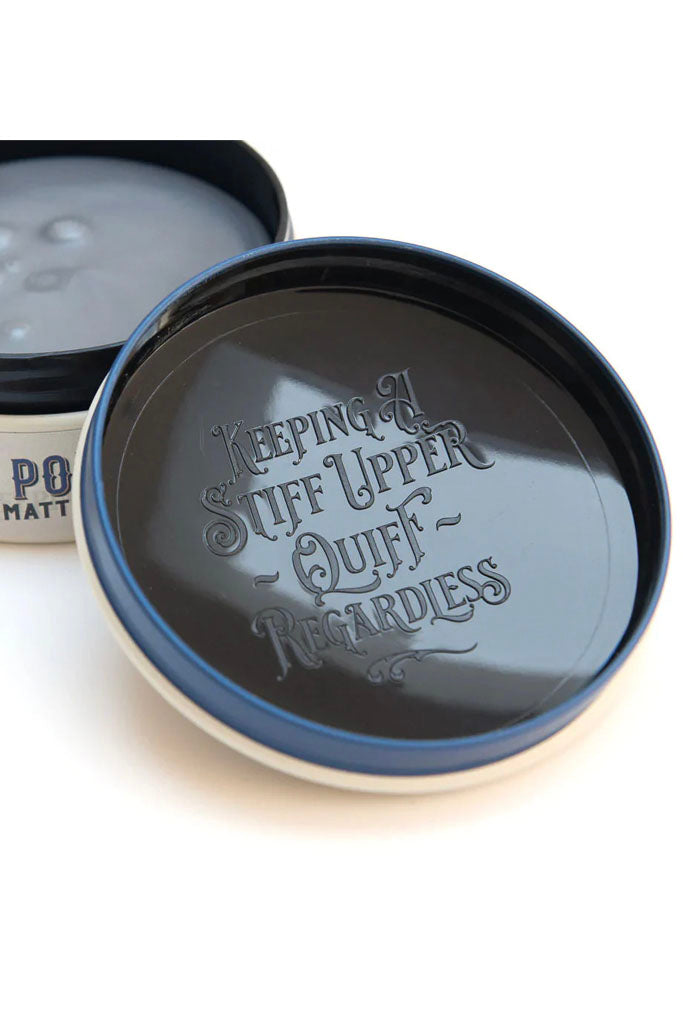 PO
MATT
Keeping A
Stiff Upper
~ Quiff ~
Regardless